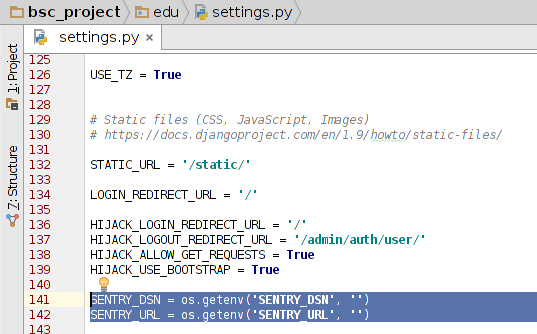 bsc_project edu settings.py
settings.py ×
1: Project
7: Structure
125
126 USE_TZ = True
127
128
129 # Static files (CSS, JavaScript, Images)
130 # https://docs.djangoproject.com/en/1.9/howto/static-files/
131
132 STATIC_URL = '/static/'
133
134 LOGIN_REDIRECT_URL = '/'
135
136 HIJACK_LOGIN_REDIRECT_URL = '/'
137 HIJACK_LOGOUT_REDIRECT_URL = '/admin/auth/user/'
138 HIJACK_ALLOW_GET_REQUESTS = True
139 HIJACK_USE_BOOTSTRAP = True
140
141 SENTRY_DSN = os.getenv('SENTRY_DSN', '')
142 SENTRY_URL = os.getenv('SENTRY_URL', '')
143